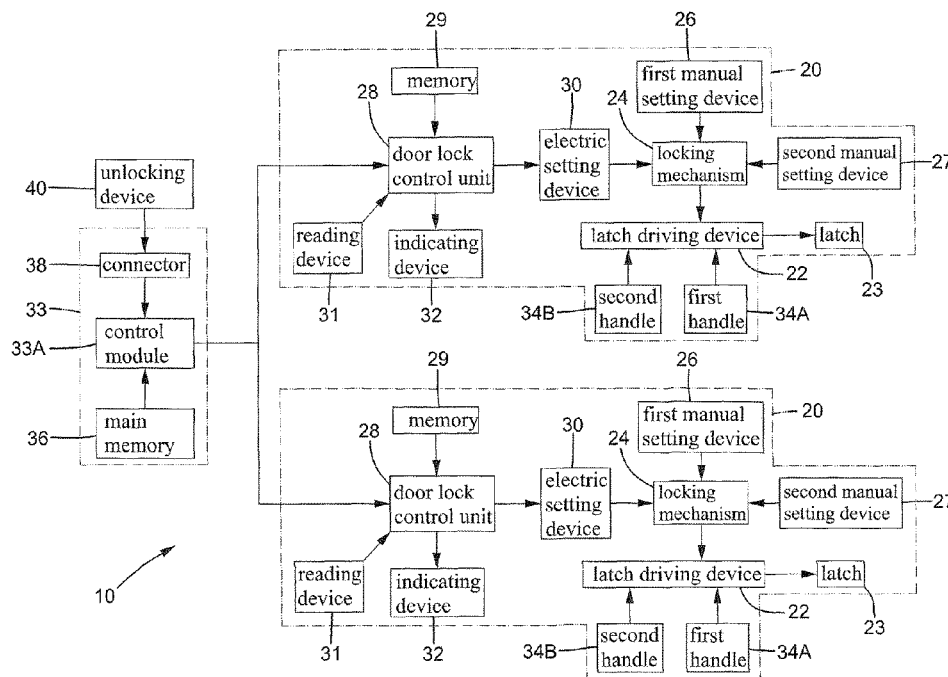 29
26
memory
first manual
setting device
20
28
30
24
door lock
control unit
electric
setting
device
locking
mechanism
second manual
setting device
27
unlocking
device
40
reading
device
indicating
device
latch driving device
latch
connector
38
31
32
22
23
33
34B
second
handle
first
handle
34A
33A
control
module
29
26
main
memory
36
memory
first manual
setting device
20
28
30
24
door lock
control unit
electric
setting
device
locking
mechanism
second manual
setting device
27
10
reading
device
indicating
device
latch driving device
latch
31
32
22
23
34B
second
handle
first
handle
34A